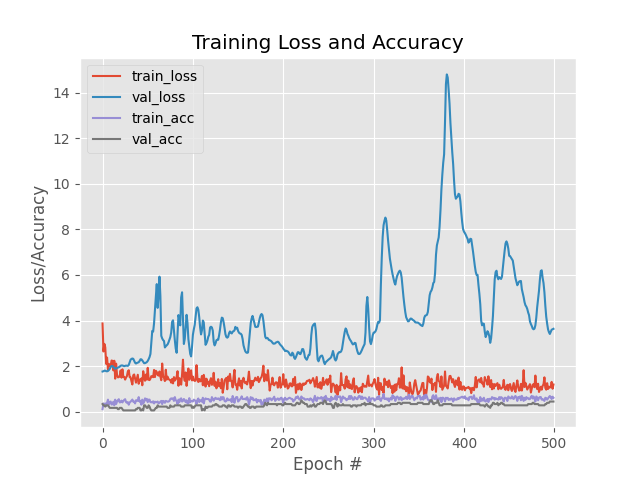 Training Loss and Accuracy
train_loss
val_loss
train_acc
val_acc
14
12
10
8
6
4
2
0
Loss/Accuracy
0 100 200 300 400 500
Epoch #